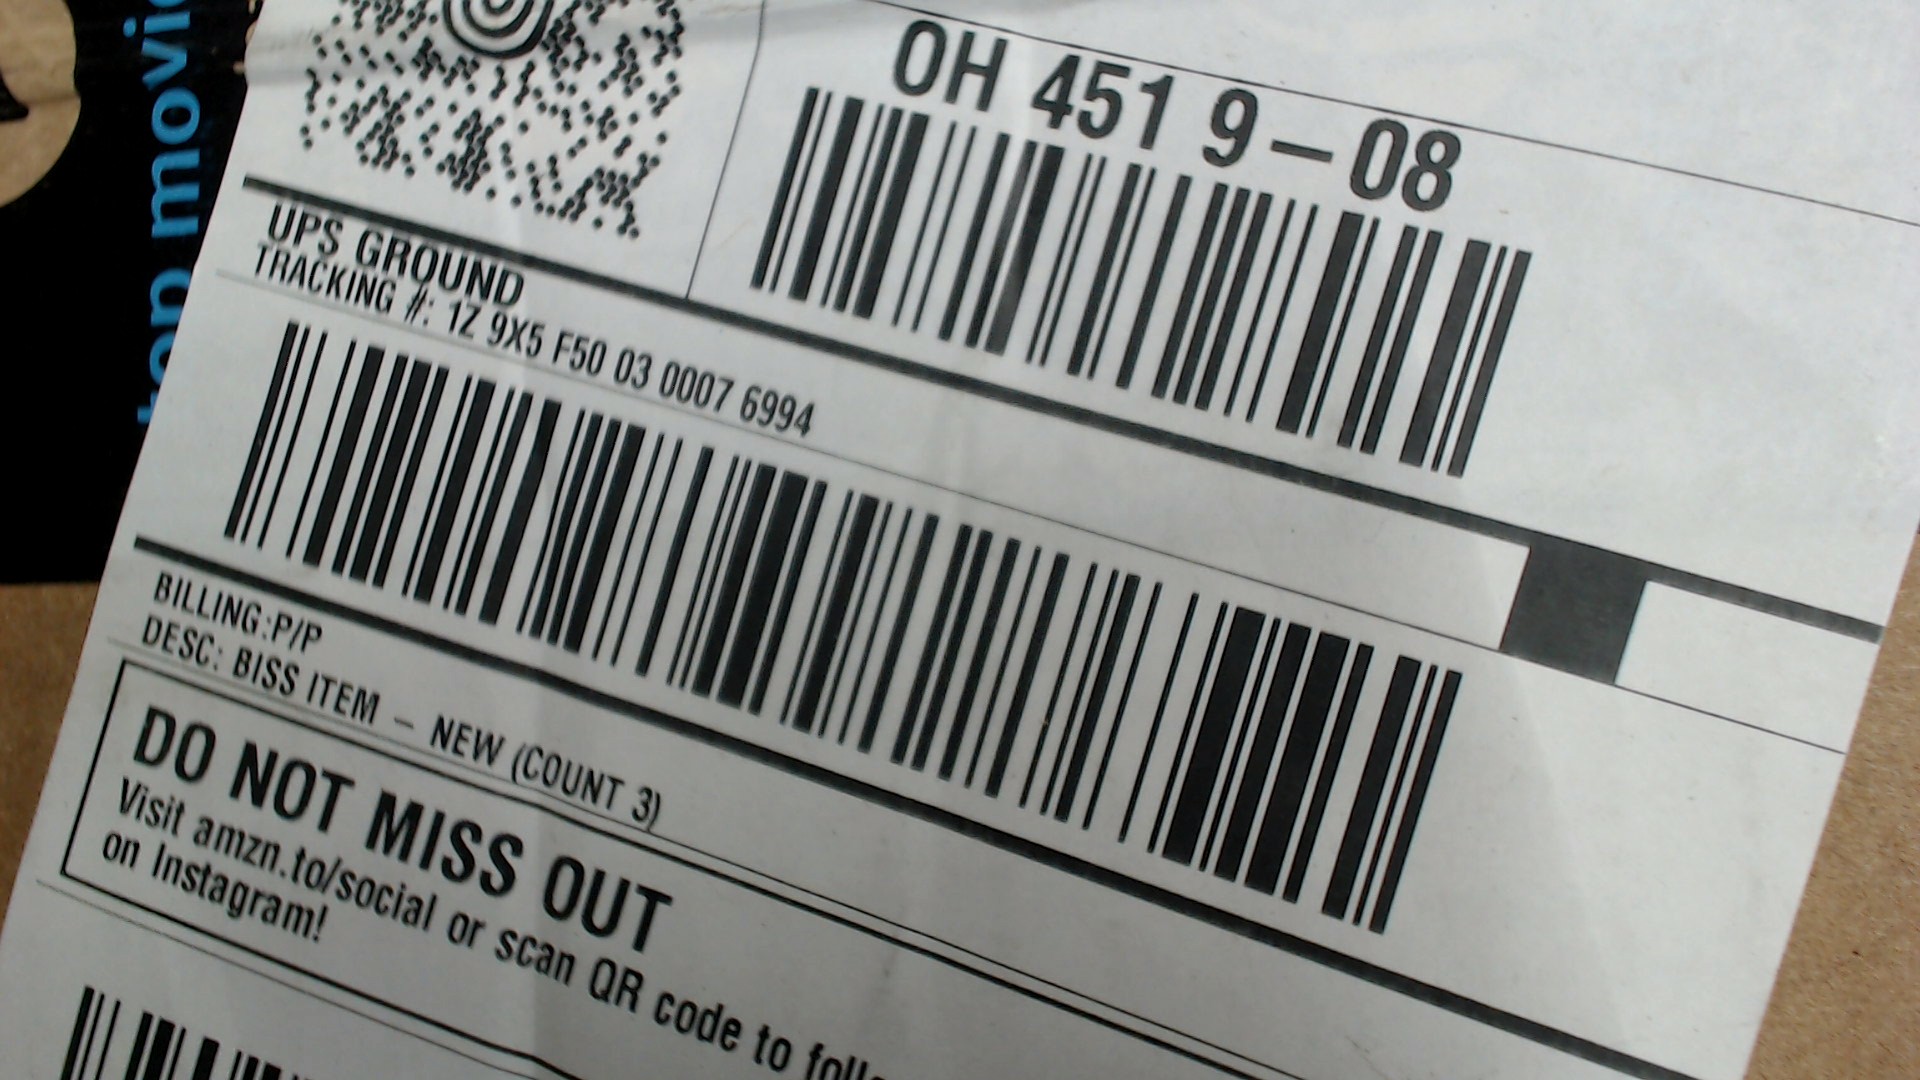 OH 451 9-08
UPS GROUND
TRACKING #: 1Z 9X5 F50 03 0007 6994
BILLING:P/P
DESC: BISS ITEM - NEW (COUNT 3)
DO NOT MISS OUT
Visit amzn.to/social or scan QR code to
on Instagram!